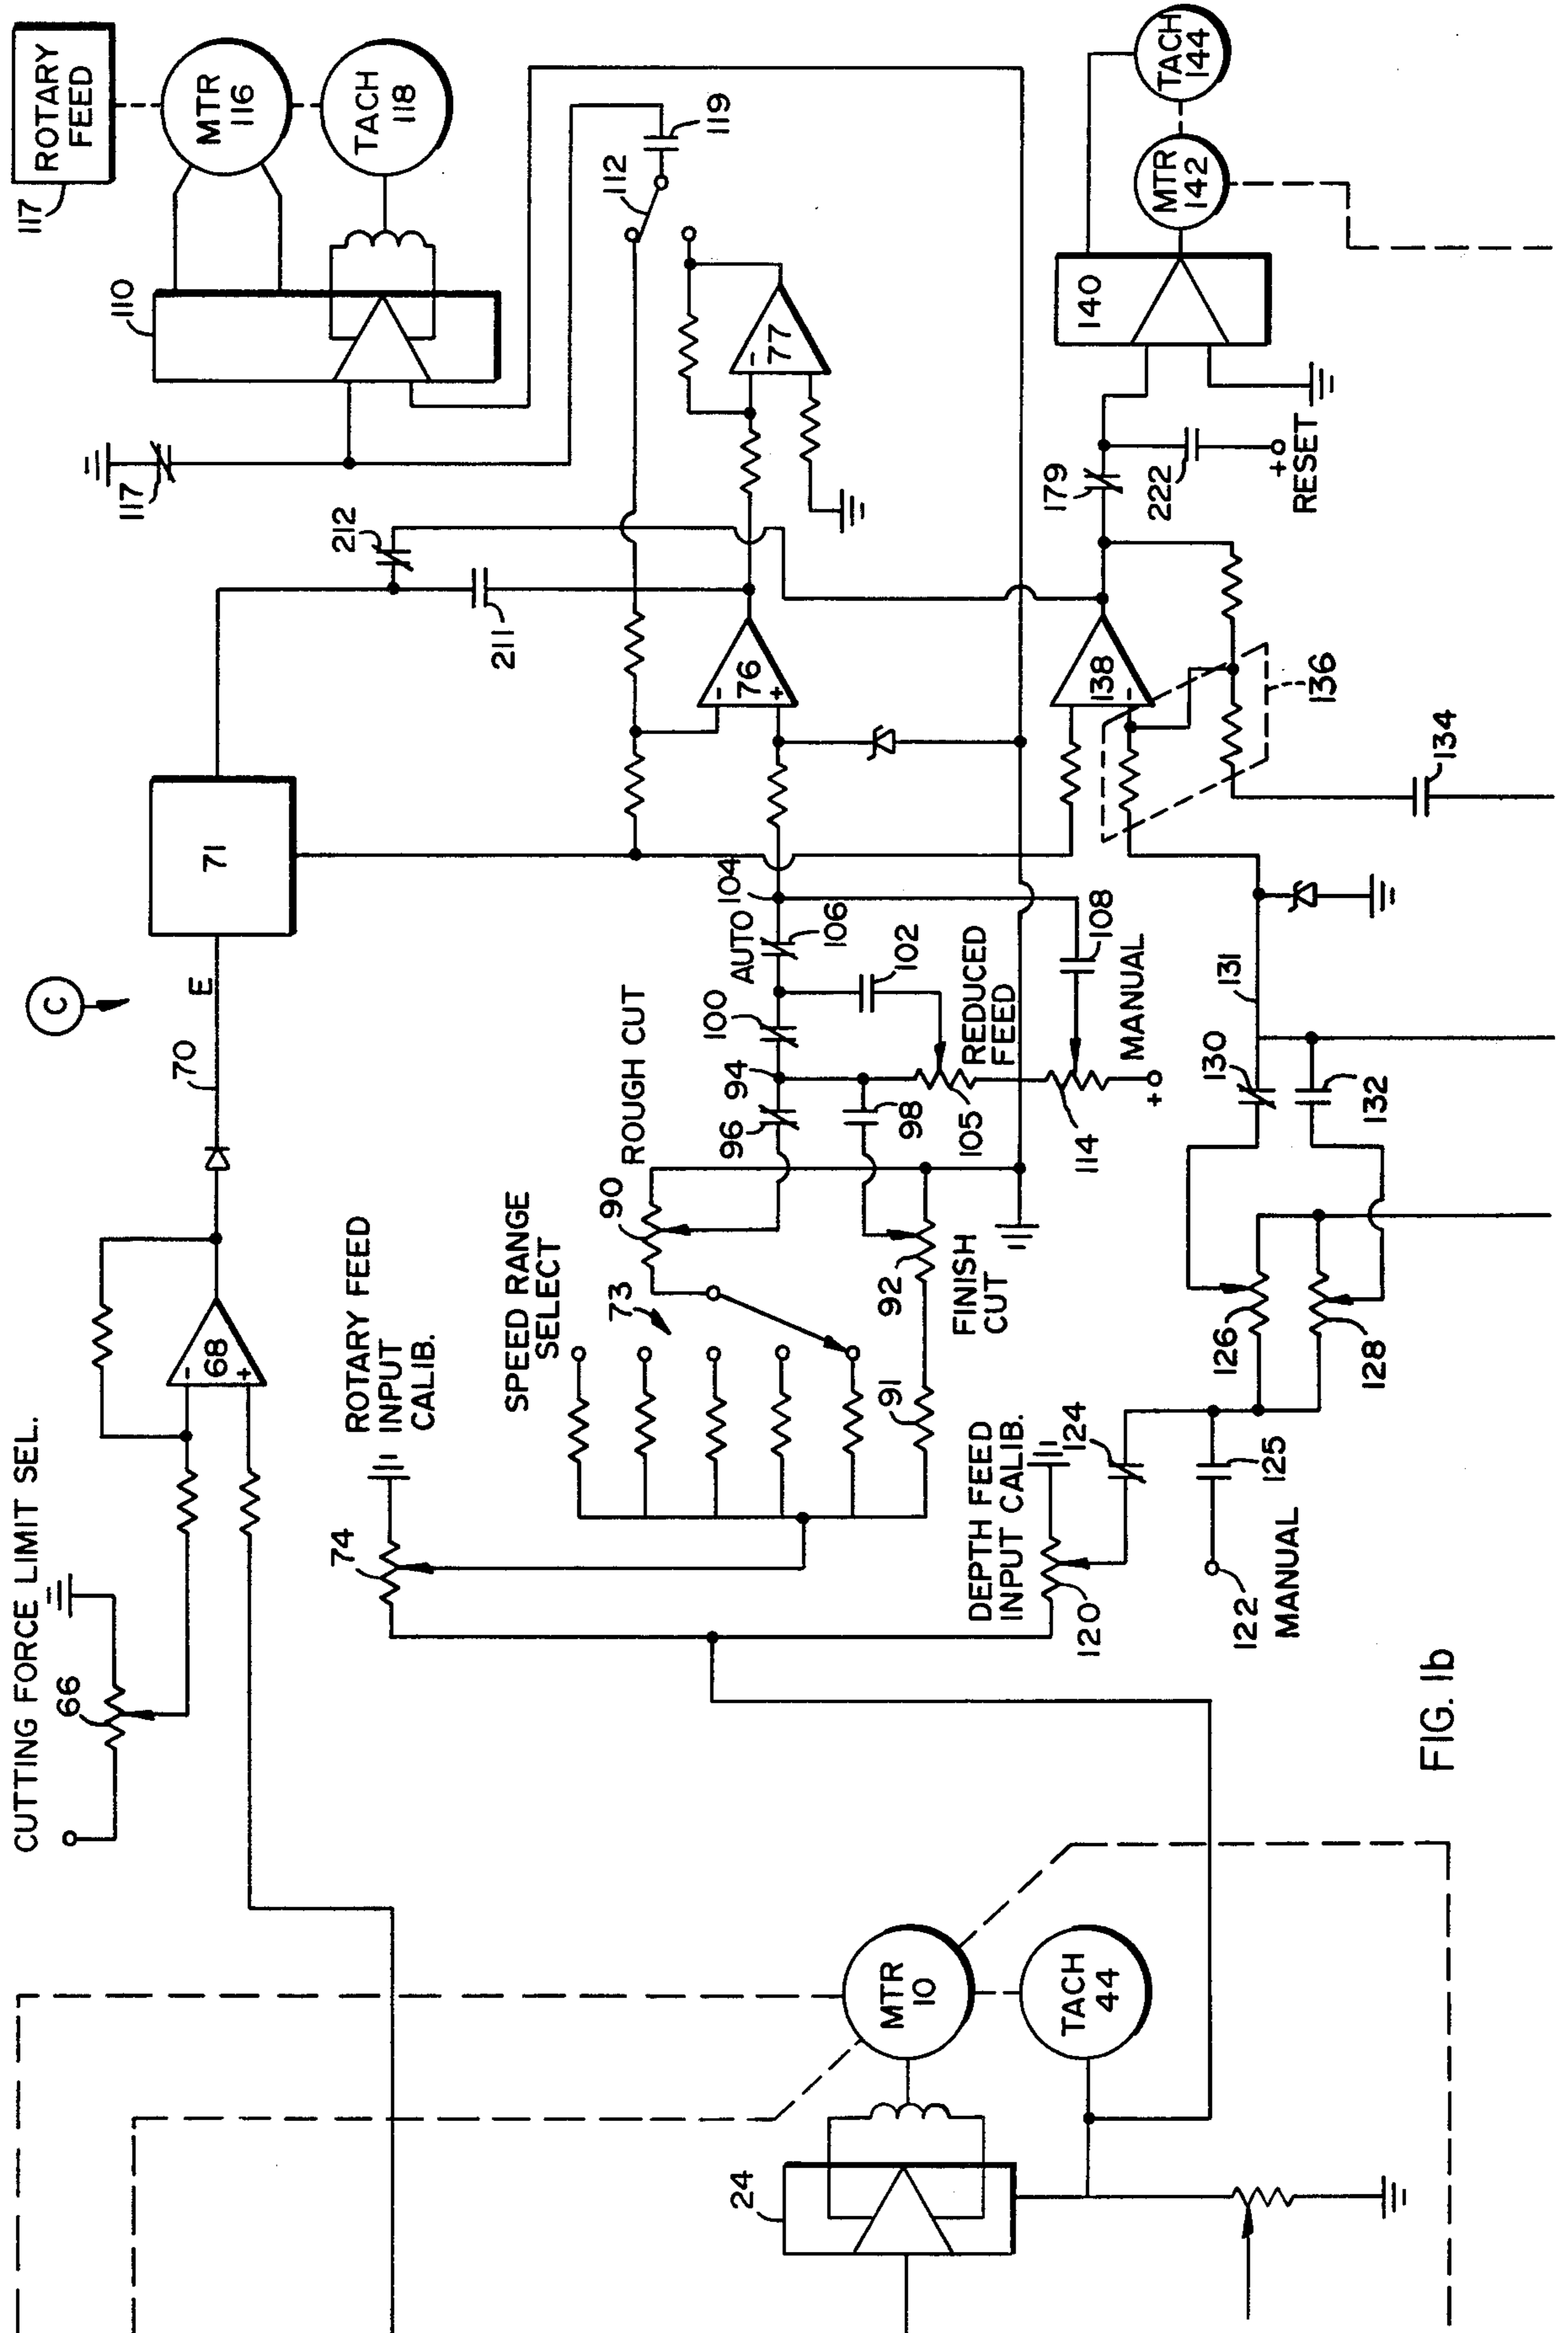 CUTTING FORCE LIMIT SEL.
66
68
-
+
70
E
C
71
ROTARY FEED
INPUT
CALIB.
74
SPEED RANGE
SELECT
73
ROUGH CUT
90
91
92
FINISH
CUT
94
96
98
100
AUTO
102
104
105
106
REDUCED
FEED
108
114
MANUAL
+
76
-
+
77
-
211
212
117
110
112
119
ROTARY
FEED
117
MTR
116
TACH
118
DEPTH FEED
INPUT CALIB.
120
122
MANUAL
124
125
126
128
130
131
132
134
136
138
-
179
222
+
RESET
140
MTR
142
TACH
144
24
MTR
10
TACH
44
FIG. 1b